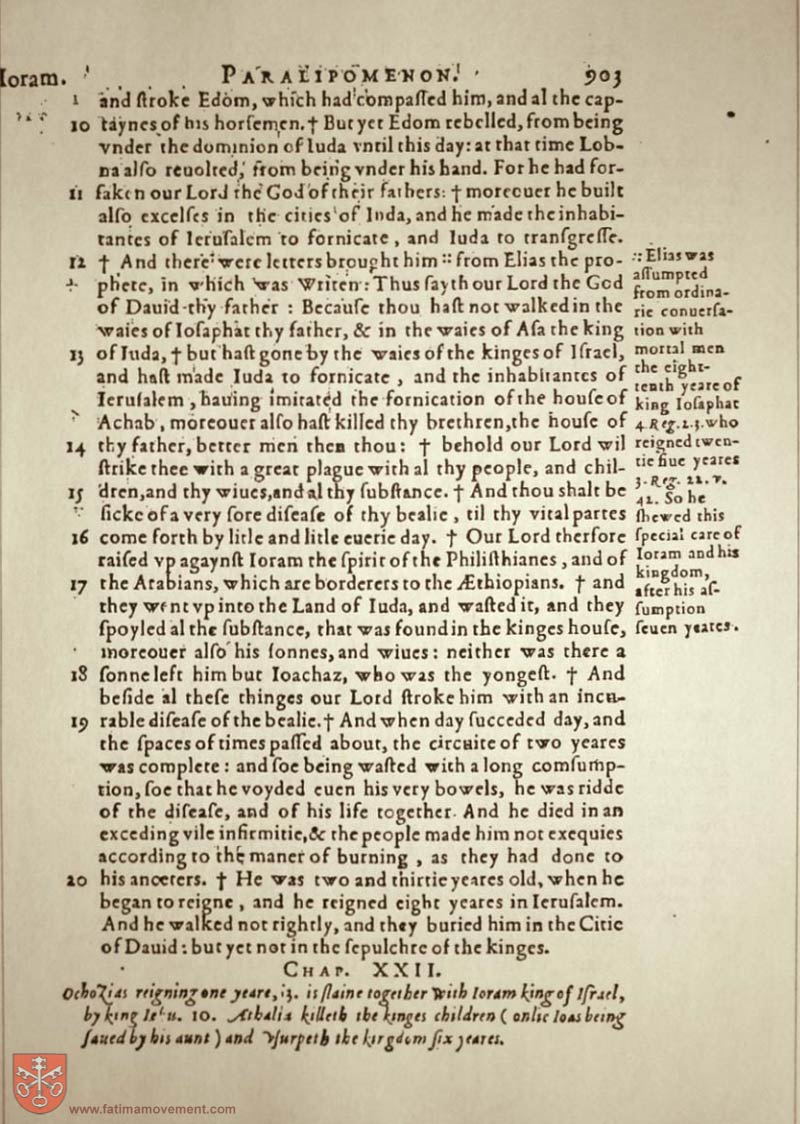 Ioram.
PARALIPOMENON.
903
and ſtroke Edom, which had compaſſed him, and al the cap-
10 taynes of his horſemen. † But yet Edom rebelled, from being
vnder the dominion of Iuda vntil this day: at that time Lob-
na alſo reuolted, from being vnder his hand. For he had for-
11 ſaken our Lord the God of their fathers: † moreouer he built
alſo excelſes in the cities of Iuda, and he made the inhabi-
tantes of Ieruſalem to fornicate, and Iuda to tranſgreſſe.
12 † And there were letters brought him :: from Elias the pro-
phete, in which was writen: Thus ſayth our Lord the God
of Dauid thy father: Becauſe thou haſt not walked in the
waies of Ioſaphat thy father, & in the waies of Aſa the king
13 of Iuda, † but haſt gone by the waies of the kinges of Iſrael,
and haſt made Iuda to fornicate, and the inhabitantes of
Ieruſalem, hauing imitated the fornication of the houſe of
Achab, moreouer alſo haſt killed thy brethren, the houſe of
14 thy father, better men then thou: † behold our Lord wil
ſtrike thee with a great plague with al thy people, and chil-
15 dren, and thy wiues, and al thy ſubſtance. † And thou shalt be
ſicke of a very ſore diſeaſe of thy bealie, til thy vital partes
16 come forth by litle and litle euerie day. † Our Lord therfore
raiſed vp agaynſt Ioram the ſpirit of the Philiſthianes, and of
17 the Arabians, which are borderers to the Æthiopians. † and
they went vp into the Land of Iuda, and waſted it, and they
ſpoyled al the ſubſtance, that was found in the kinges houſe,
moreouer alſo his ſonnes, and wiues: neither was there a
18 ſonne left him but Ioachaz, who was the yongeſt. † And
beſide al theſe thinges our Lord ſtroke him with an incu-
19 rable diſeaſe of the bealie. † And when day ſucceded day, and
the ſpaces of times paſſed about, the circuite of two yeares
was complete: and ſoe being waſted with a long comſump-
tion, ſoe that he voyded euen his very bowels, he was ridde
of the diſeaſe, and of his life together. And he died in an
exceding vile infirmitie, & the people made him not exequies
according to the maner of burning, as they had done to
20 his anceters. † He was two and thirtie yeares old, when he
began to reigne, and he reigned eight yeares in Ieruſalem.
And he walked not rightly, and they buried him in the Citie
of Dauid: but yet not in the ſepulchre of the kinges.
:: Elias was
aſſumpted
from ordina-
rie conuerſa-
tion with
mortal men
the eigh-
tenth yeare of
king Ioſaphat
4. Reg. 2. 3. who
reigned twen-
tie fiue yeares
3. Reg. 22. v.
42. So he
shewed this
ſpecial care of
Ioram and his
kingdom,
after his aſ-
ſumption
ſeuen yeares.
CHAP. XXII.
Ochozias reigning one yeare, 3. is ſlaine together with Ioram king of Iſrael,
by king Iehu. 10. Athalia killeth the kinges children (onlie Ioas being
ſaued by his aunt) and vſurpeth the kingdom ſix yeares.
www.fatimamovement.com